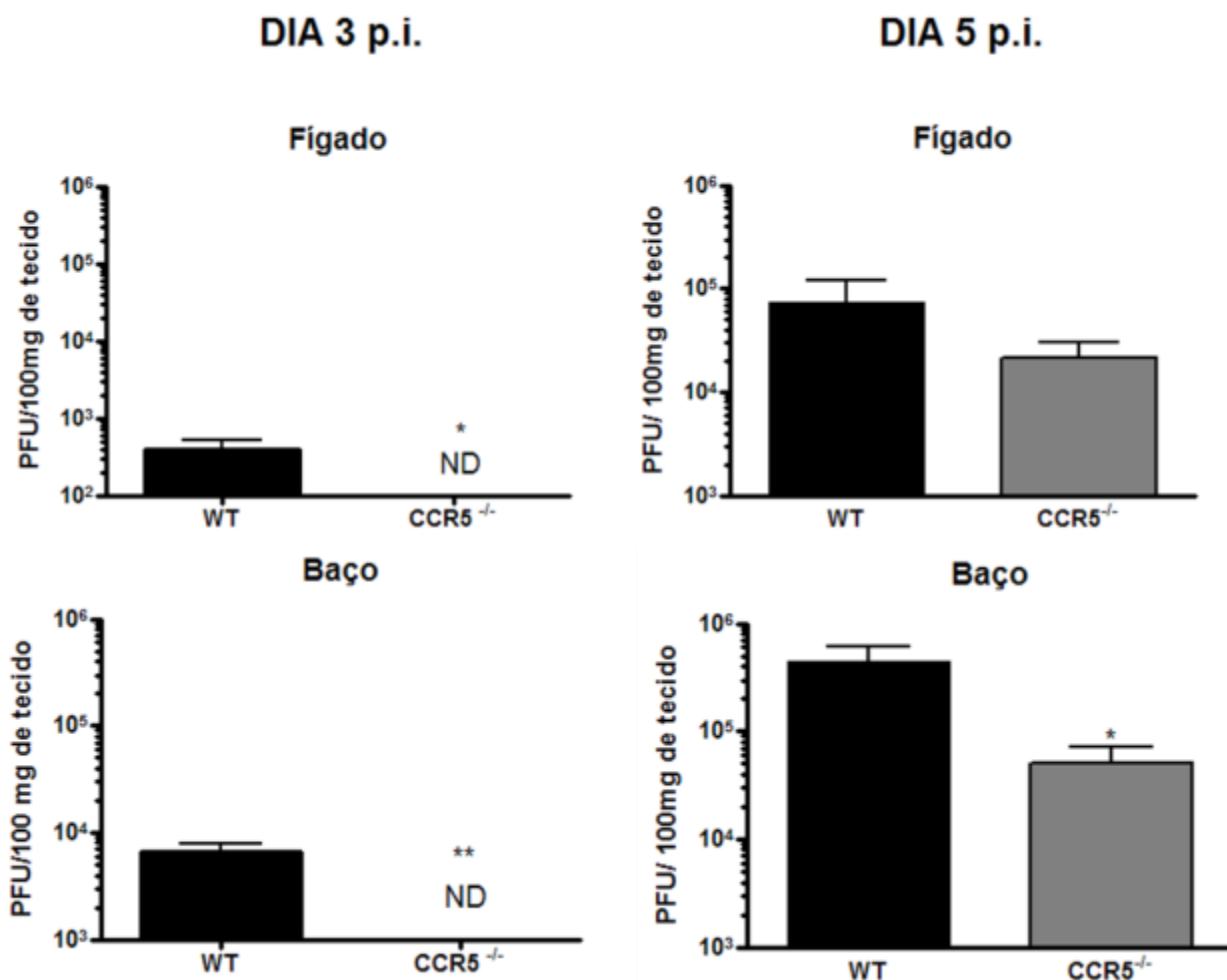 DIA 3 p.i.
DIA 5 p.i.
Fígado
PFU/100mg de tecido
10⁶
10⁵
10⁴
10³
10²
*
ND
WT
CCR5 ⁻/⁻
Fígado
PFU/ 100mg de tecido
10⁶
10⁵
10⁴
10³
WT
CCR5⁻/⁻
Baço
PFU/100 mg de tecido
10⁶
10⁵
10⁴
10³
**
ND
WT
CCR5 ⁻/⁻
Baço
PFU/ 100mg de tecido
10⁶
10⁵
10⁴
10³
*
WT
CCR5⁻/⁻